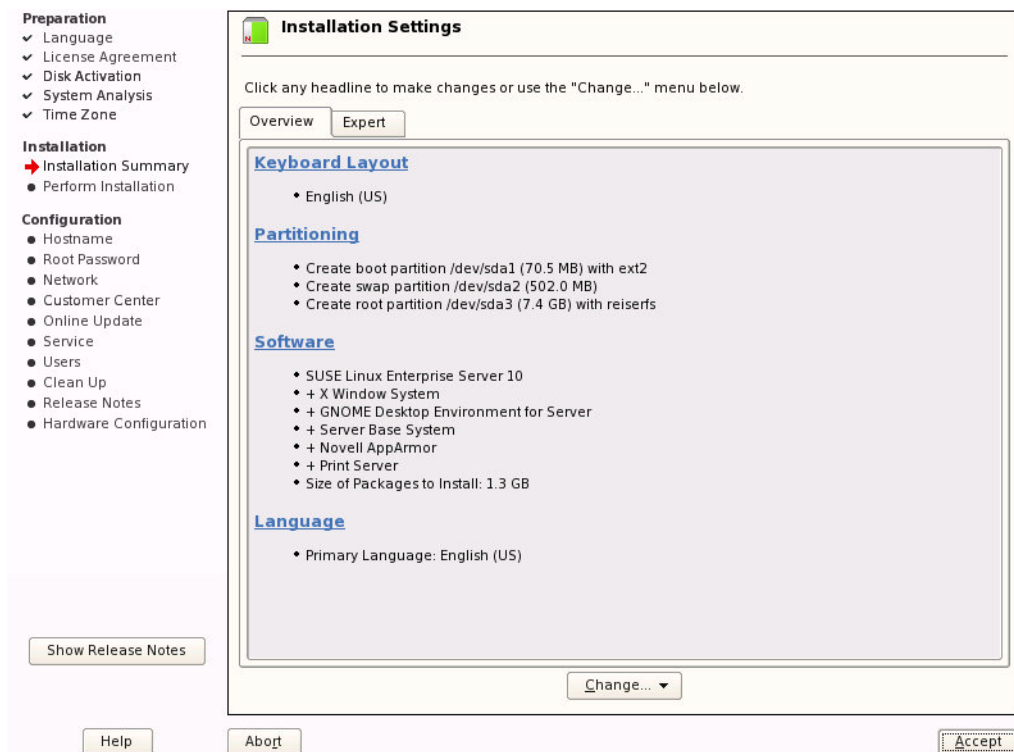 Preparation
Language
License Agreement
Disk Activation
System Analysis
Time Zone
Installation
Installation Summary
Perform Installation
Configuration
Hostname
Root Password
Network
Customer Center
Online Update
Service
Users
Clean Up
Release Notes
Hardware Configuration
Show Release Notes
Help
N
Installation Settings
Click any headline to make changes or use the "Change..." menu below.
Overview
Expert
Keyboard Layout
English (US)
Partitioning
Create boot partition /dev/sda1 (70.5 MB) with ext2
Create swap partition /dev/sda2 (502.0 MB)
Create root partition /dev/sda3 (7.4 GB) with reiserfs
Software
SUSE Linux Enterprise Server 10
+ X Window System
+ GNOME Desktop Environment for Server
+ Server Base System
+ Novell AppArmor
+ Print Server
Size of Packages to Install: 1.3 GB
Language
Primary Language: English (US)
Change...
Abort
Accept